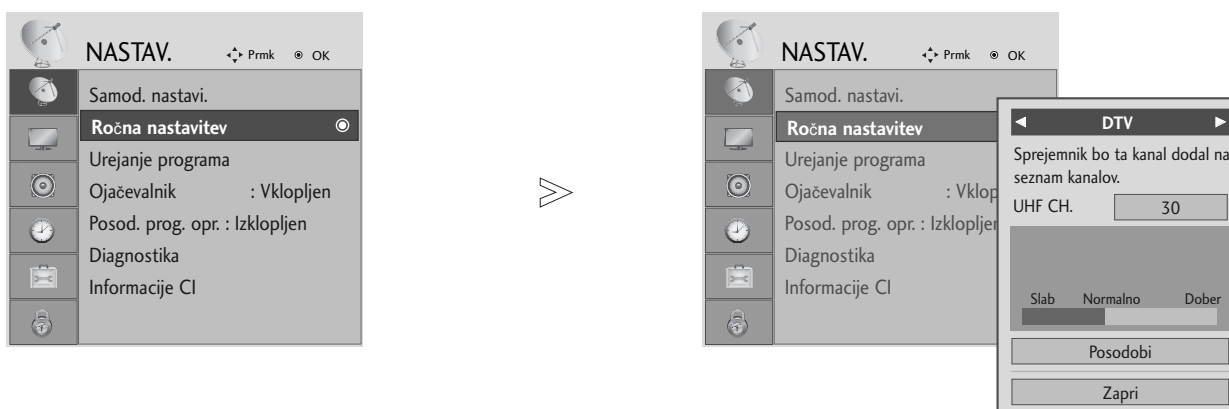 NASTAV. Prmk OK
Samod. nastavi.
Ročna nastavitev
Urejanje programa
Ojačevalnik : Vklopljen
Posod. prog. opr. : Izklopljen
Diagnostika
Informacije CI
NASTAV. Prmk OK
Samod. nastavi.
Ročna nastavitev
Urejanje programa
Ojačevalnik : Vklop
Posod. prog. opr. : Izklopljen
Diagnostika
Informacije CI
DTV
Sprejemnik bo ta kanal dodal na
seznam kanalov.
UHF CH. 30
Slab Normalno Dober
Posodobi
Zapri